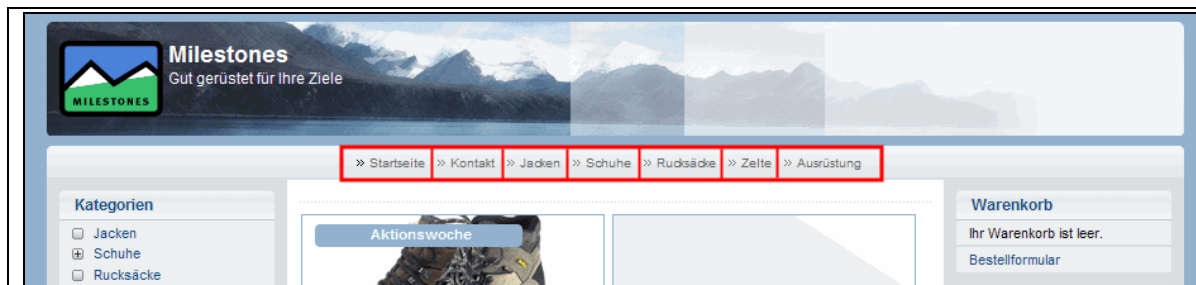 Milestones
Gut gerüstet für Ihre Ziele
MILESTONES
» Startseite » Kontakt » Jacken » Schuhe » Rucksäcke » Zelte » Ausrüstung
Kategorien
Jacken
Schuhe
Rucksäcke
Aktionswoche
Warenkorb
Ihr Warenkorb ist leer.
Bestellformular